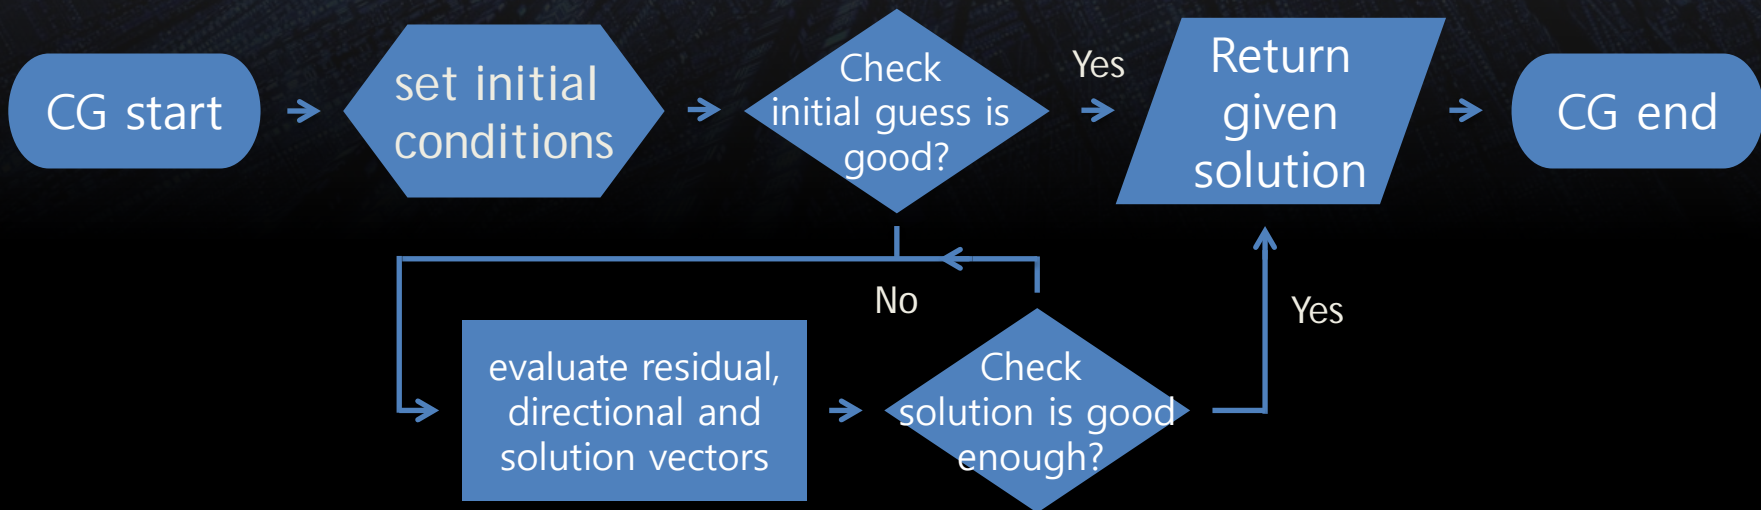 CG start
set initial
conditions
Check
initial guess is
good?
Yes
Return
given
solution
CG end
No
Yes
evaluate residual,
directional and
solution vectors
Check
solution is good
enough?